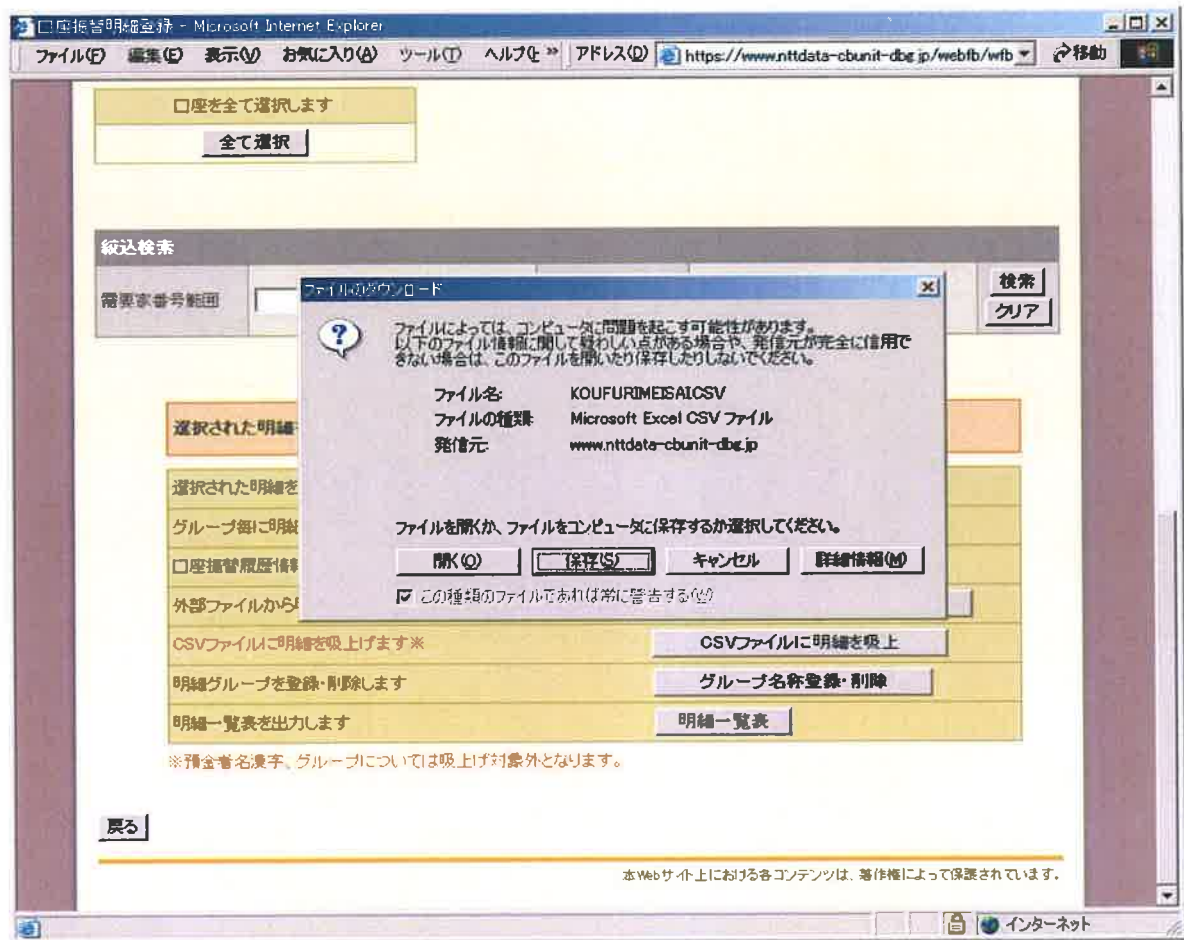 口座振替明細登録 - Microsoft Internet Explorer
ファイル(F) 編集(E) 表示(V) お気に入り(A) ツール(T) ヘルプ(H » アドレス(D) https://www.nttdata-cbunit-dbg.jp/webfb/wfb 移動
口座を全て選択します
全て選択
絞込検索
需要家番号範囲
検索
クリア
ファイルのダウンロード
ファイルによっては、コンピュータに問題を起こす可能性があります。
以下のファイル情報に関して疑わしい点がある場合や、発信元が完全に信用で
きない場合は、このファイルを開いたり保存したりしないでください。
ファイル名: KOUFURIMEISAICSV
ファイルの種類: Microsoft Excel CSV ファイル
発信元: www.nttdata-cbunit-dbg.jp
ファイルを開くか、ファイルをコンピュータに保存するか選択してください。
開く(O) 保存(S) キャンセル 詳細情報(M)
この種類のファイルであれば常に警告する(W)
選択された明細
選択された明細を
グループ毎に明細
口座振替履歴情報
外部ファイルから
CSVファイルに明細を吸上げます※ CSVファイルに明細を吸上
明細グループを登録・削除します グループ名称登録・削除
明細一覧表を出力します 明細一覧表
※預金者名漢字、グループについては吸上げ対象外となります。
戻る
本Webサイト上における各コンテンツは、著作権によって保護されています。
インターネット